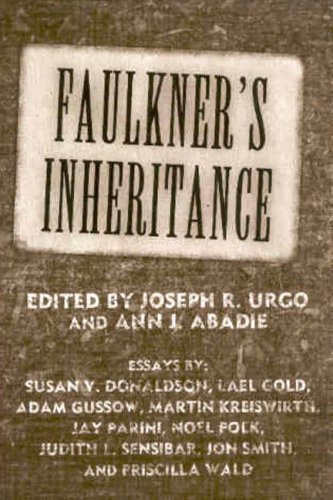 FAULKNER'S
INHERITANCE
EDITED BY JOSEPH R. URGO
AND ANN J. ABADIE
ESSAYS BY:
SUSAN V. DONALDSON, LAEL GOLD,
ADAM GUSSOW, MARTIN KREISWIRTH,
JAY PARINI, NOEL POLK,
JUDITH L. SENSIBAR, JON SMITH,
AND PRISCILLA WALD